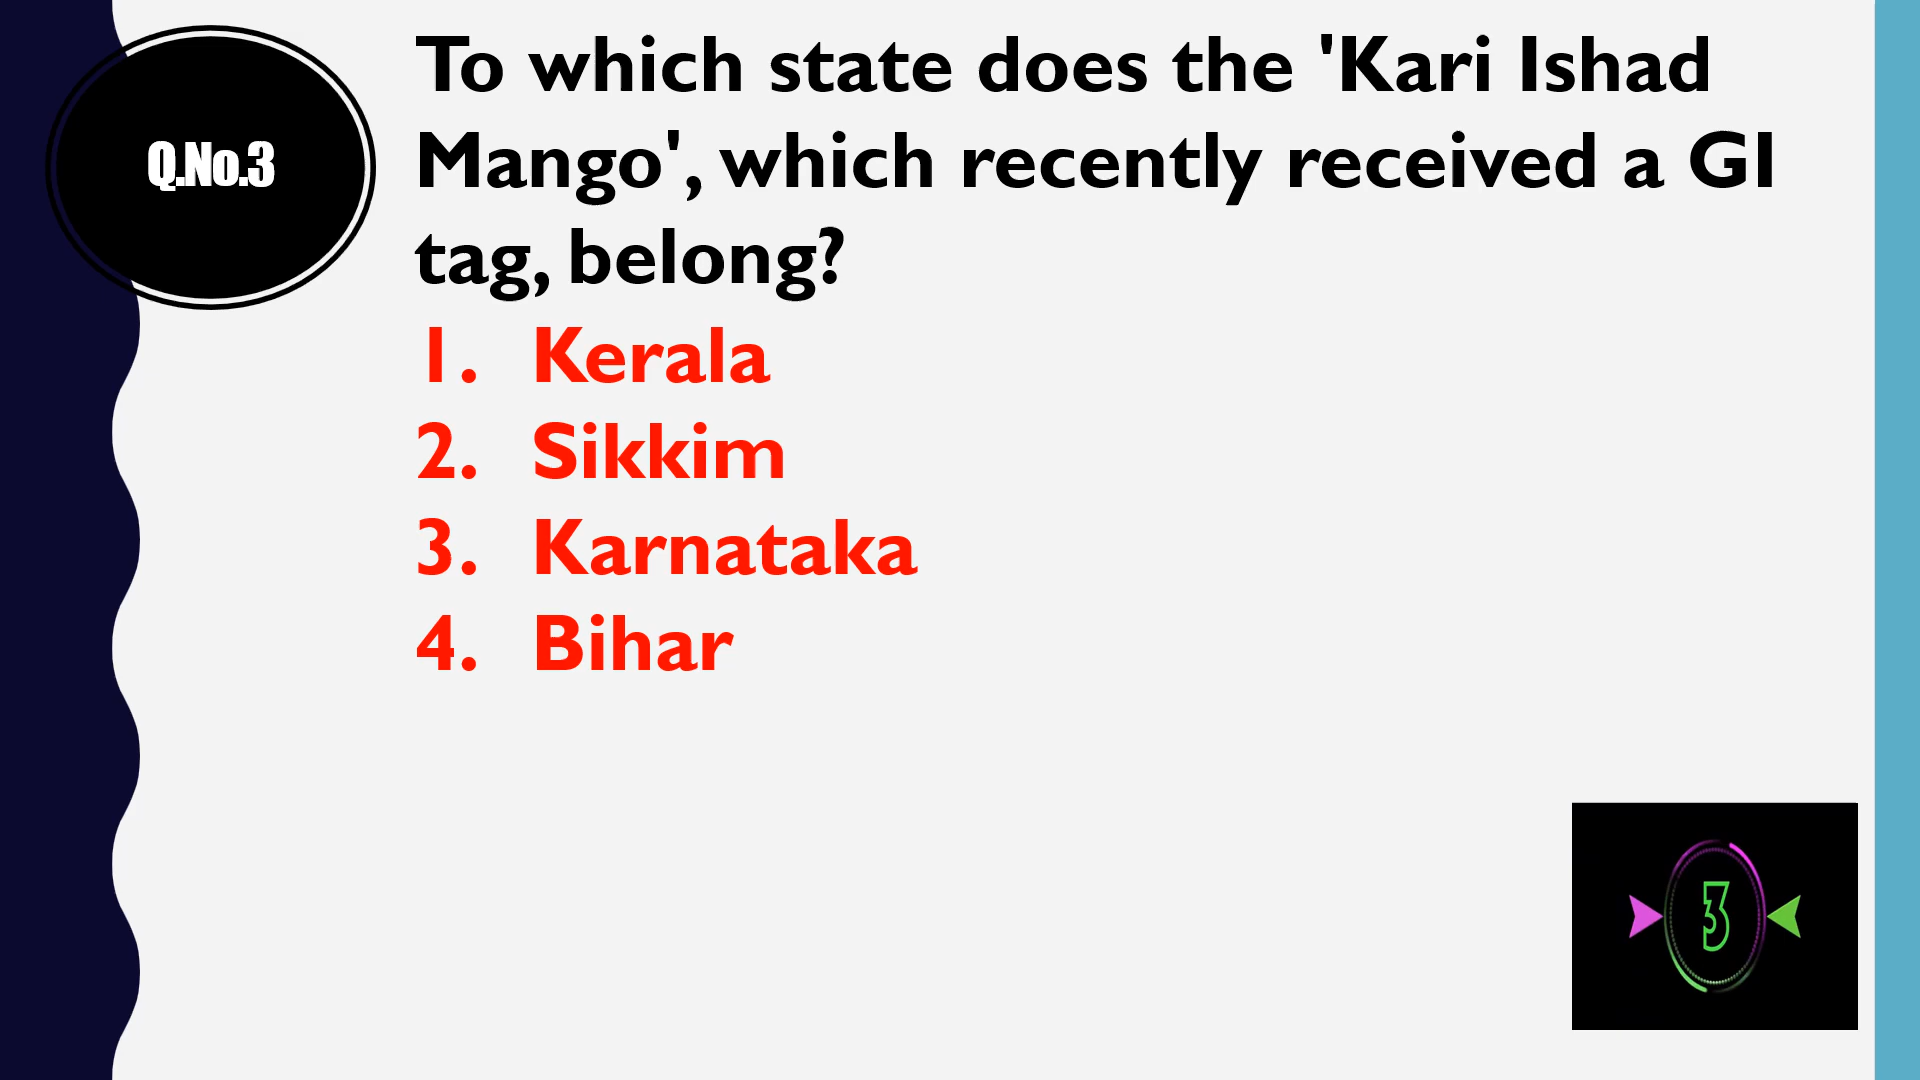 Q.No.3
To which state does the 'Kari Ishad
Mango', which recently received a GI
tag, belong?
1. Kerala
2. Sikkim
3. Karnataka
4. Bihar
3